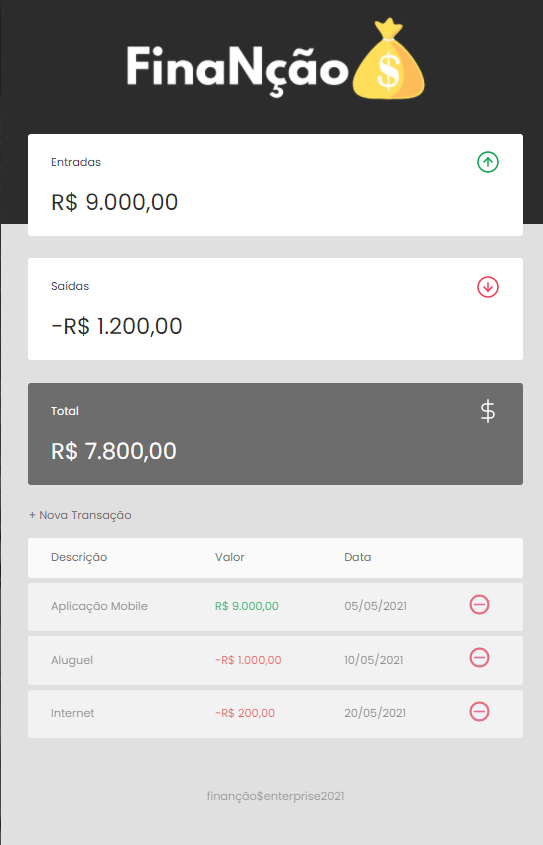 FinaNção
Entradas
R$ 9.000,00
Saídas
-R$ 1.200,00
Total
R$ 7.800,00
+ Nova Transação
Descrição Valor Data
Aplicação Mobile R$ 9.000,00 05/05/2021
Aluguel -R$ 1.000,00 10/05/2021
Internet -R$ 200,00 20/05/2021
finanção$enterprise2021